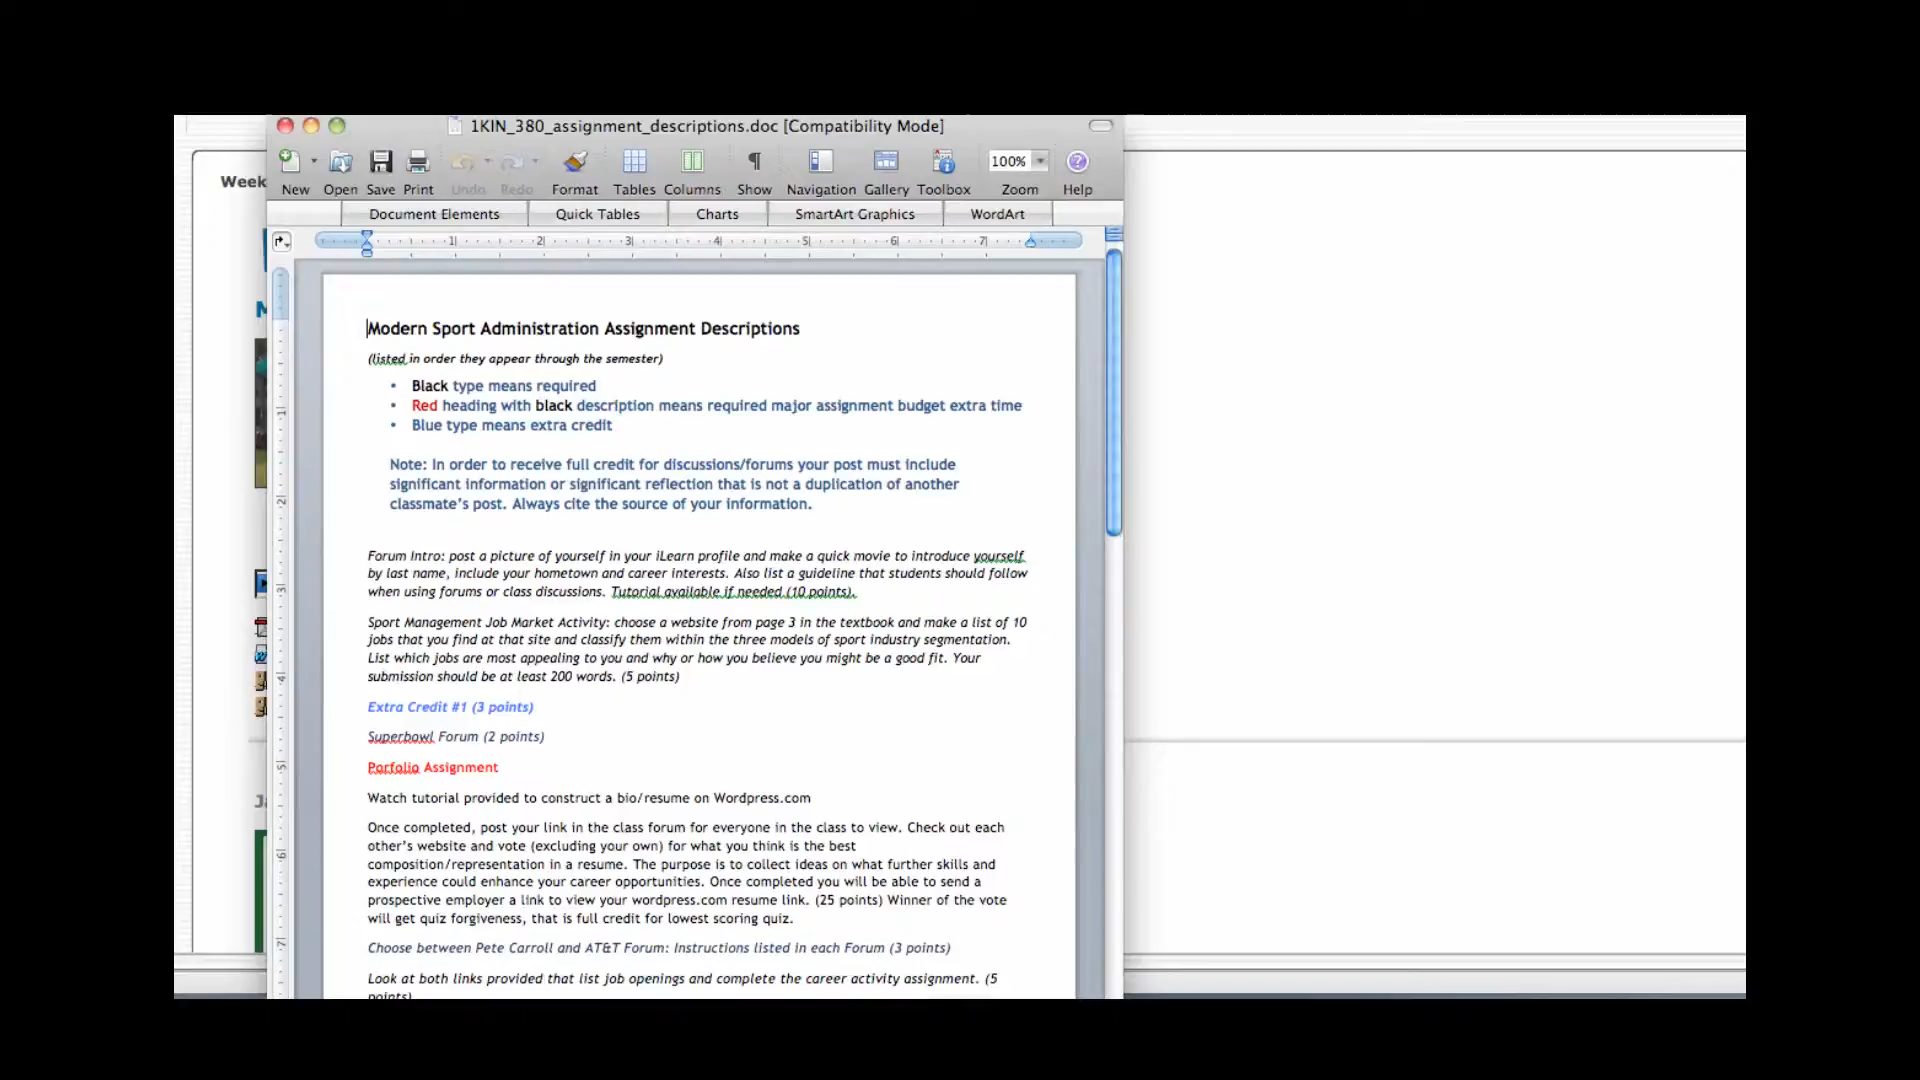 1KIN_380_assignment_descriptions.doc [Compatibility Mode]
New Open Save Print Undo Redo Format Tables Columns Show Navigation Gallery Toolbox 100% Zoom Help
Document Elements Quick Tables Charts SmartArt Graphics WordArt
Week
1 2 3 4 5 6 7
Modern Sport Administration Assignment Descriptions
(listed in order they appear through the semester)
• Black type means required
• Red heading with black description means required major assignment budget extra time
• Blue type means extra credit
Note: In order to receive full credit for discussions/forums your post must include
significant information or significant reflection that is not a duplication of another
classmate's post. Always cite the source of your information.
Forum Intro: post a picture of yourself in your iLearn profile and make a quick movie to introduce yourself
by last name, include your hometown and career interests. Also list a guideline that students should follow
when using forums or class discussions. Tutorial available if needed (10 points).
Sport Management Job Market Activity: choose a website from page 3 in the textbook and make a list of 10
jobs that you find at that site and classify them within the three models of sport industry segmentation.
List which jobs are most appealing to you and why or how you believe you might be a good fit. Your
submission should be at least 200 words. (5 points)
Extra Credit #1 (3 points)
Superbowl Forum (2 points)
Porfolio Assignment
Watch tutorial provided to construct a bio/resume on Wordpress.com
Once completed, post your link in the class forum for everyone in the class to view. Check out each
other's website and vote (excluding your own) for what you think is the best
composition/representation in a resume. The purpose is to collect ideas on what further skills and
experience could enhance your career opportunities. Once completed you will be able to send a
prospective employer a link to view your wordpress.com resume link. (25 points) Winner of the vote
will get quiz forgiveness, that is full credit for lowest scoring quiz.
Choose between Pete Carroll and AT&T Forum: Instructions listed in each Forum (3 points)
Look at both links provided that list job openings and complete the career activity assignment. (5
points)